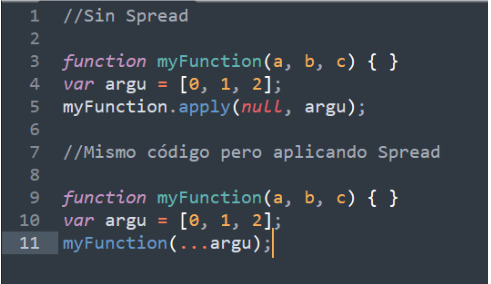 1 //Sin Spread
2
3 function myFunction(a, b, c) { }
4 var argu = [0, 1, 2];
5 myFunction.apply(null, argu);
6
7 //Mismo código pero aplicando Spread
8
9 function myFunction(a, b, c) { }
10 var argu = [0, 1, 2];
11 myFunction(...argu);